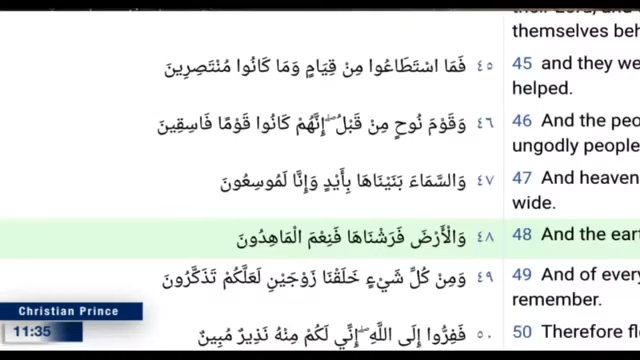 themselves beh
٤٥ فَمَا اسْتَطَاعُوا مِنْ قِيَامٍ وَمَا كَانُوا مُنْتَصِرِينَ
45 and they we
helped.
٤٦ وَقَوْمَ نُوحٍ مِنْ قَبْلُ ۖ إِنَّهُمْ كَانُوا قَوْمًا فَاسِقِينَ
46 And the peo
ungodly people
٤٧ وَالسَّمَاءَ بَنَيْنَاهَا بِأَيْدٍ وَإِنَّا لَمُوسِعُونَ
47 And heaven
wide.
٤٨ وَالْأَرْضَ فَرَشْنَاهَا فَنِعْمَ الْمَاهِدُونَ
48 And the eart
٤٩ وَمِنْ كُلِّ شَيْءٍ خَلَقْنَا زَوْجَيْنِ لَعَلَّكُمْ تَذَكَّرُونَ
49 And of every
remember.
٥٠ فَفِرُّوا إِلَى اللَّهِ ۖ إِنِّي لَكُمْ مِنْهُ نَذِيرٌ مُبِينٌ
50 Therefore fl
Christian Prince
11:35